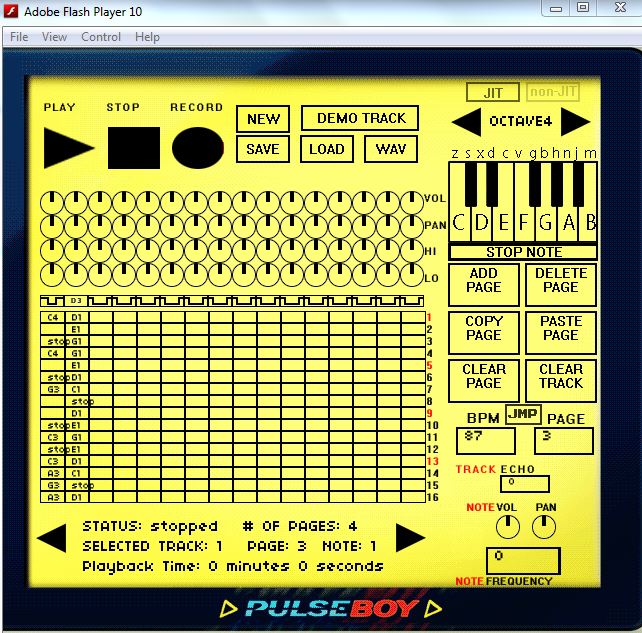 Adobe Flash Player 10
File View Control Help
JIT non-JIT
PLAY STOP RECORD
NEW DEMO TRACK
SAVE LOAD WAV
OCTAVE4
z s x d c v g b h n j m
C D E F G A B
STOP NOTE
VOL
PAN
HI
LO
ADD PAGE
DELETE PAGE
COPY PAGE
PASTE PAGE
CLEAR PAGE
CLEAR TRACK
BPM JMP PAGE
87 3
TRACK ECHO
0
NOTE VOL PAN
0
NOTE FREQUENCY
D3
C4 D1 1
E1 2
stop G1 3
C4 G1 4
E1 5
stop D1 6
G3 C1 7
stop 8
D1 9
stop E1 10
C3 G1 11
stop E1 12
C3 D1 13
A3 C1 14
G3 stop 15
A3 D1 16
STATUS: stopped # OF PAGES: 4
SELECTED TRACK: 1 PAGE: 3 NOTE: 1
Playback Time: 0 minutes 0 seconds
PULSEBOY